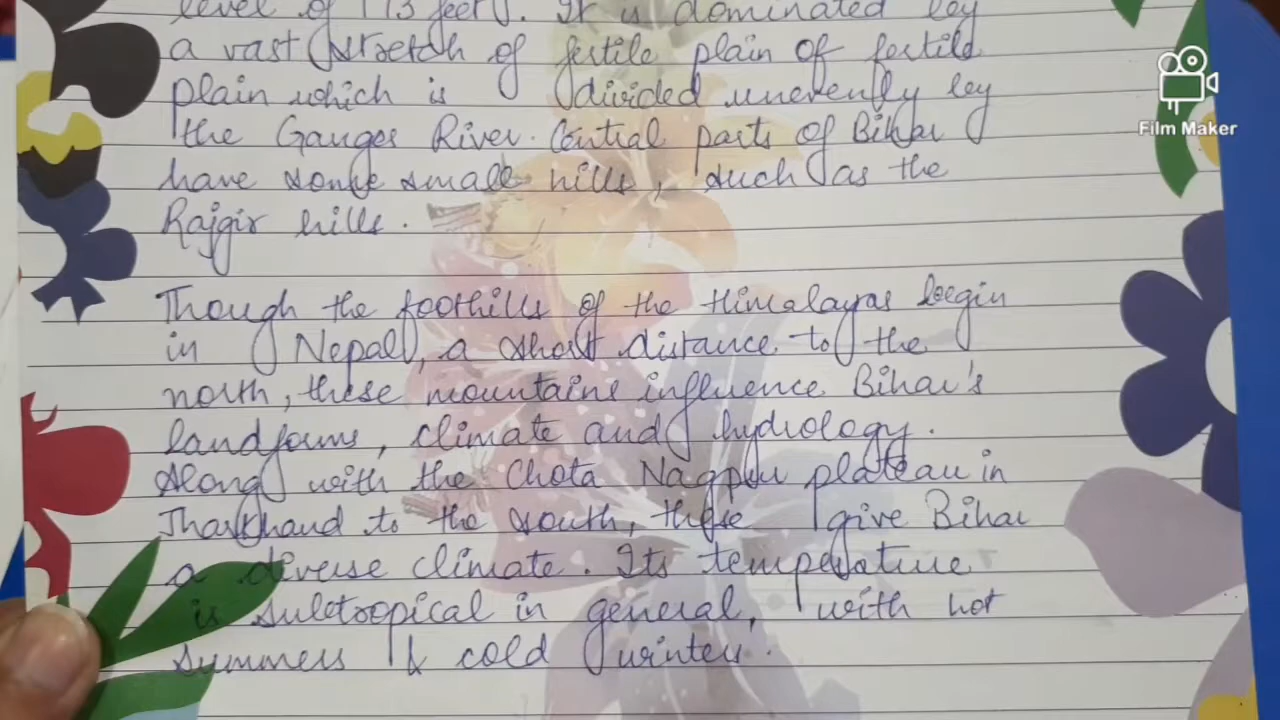 level of 173 feet). It is dominated by
a vast stretch of fertile plain of fertile
plain which is divided unevenly by
the Ganges River. Central parts of Bihar
have some small hills, such as the
Rajgir hills.
Though the foothills of the Himalayas begin
in Nepal, a short distance to the
north, these mountains influence Bihar's
landforms, climate and hydrology.
Along with the Chota Nagpur plateau in
Jharkhand to the south, these give Bihar
a diverse climate. Its temperature
is subtropical in general, with hot
summers & cold winters.
Film Maker